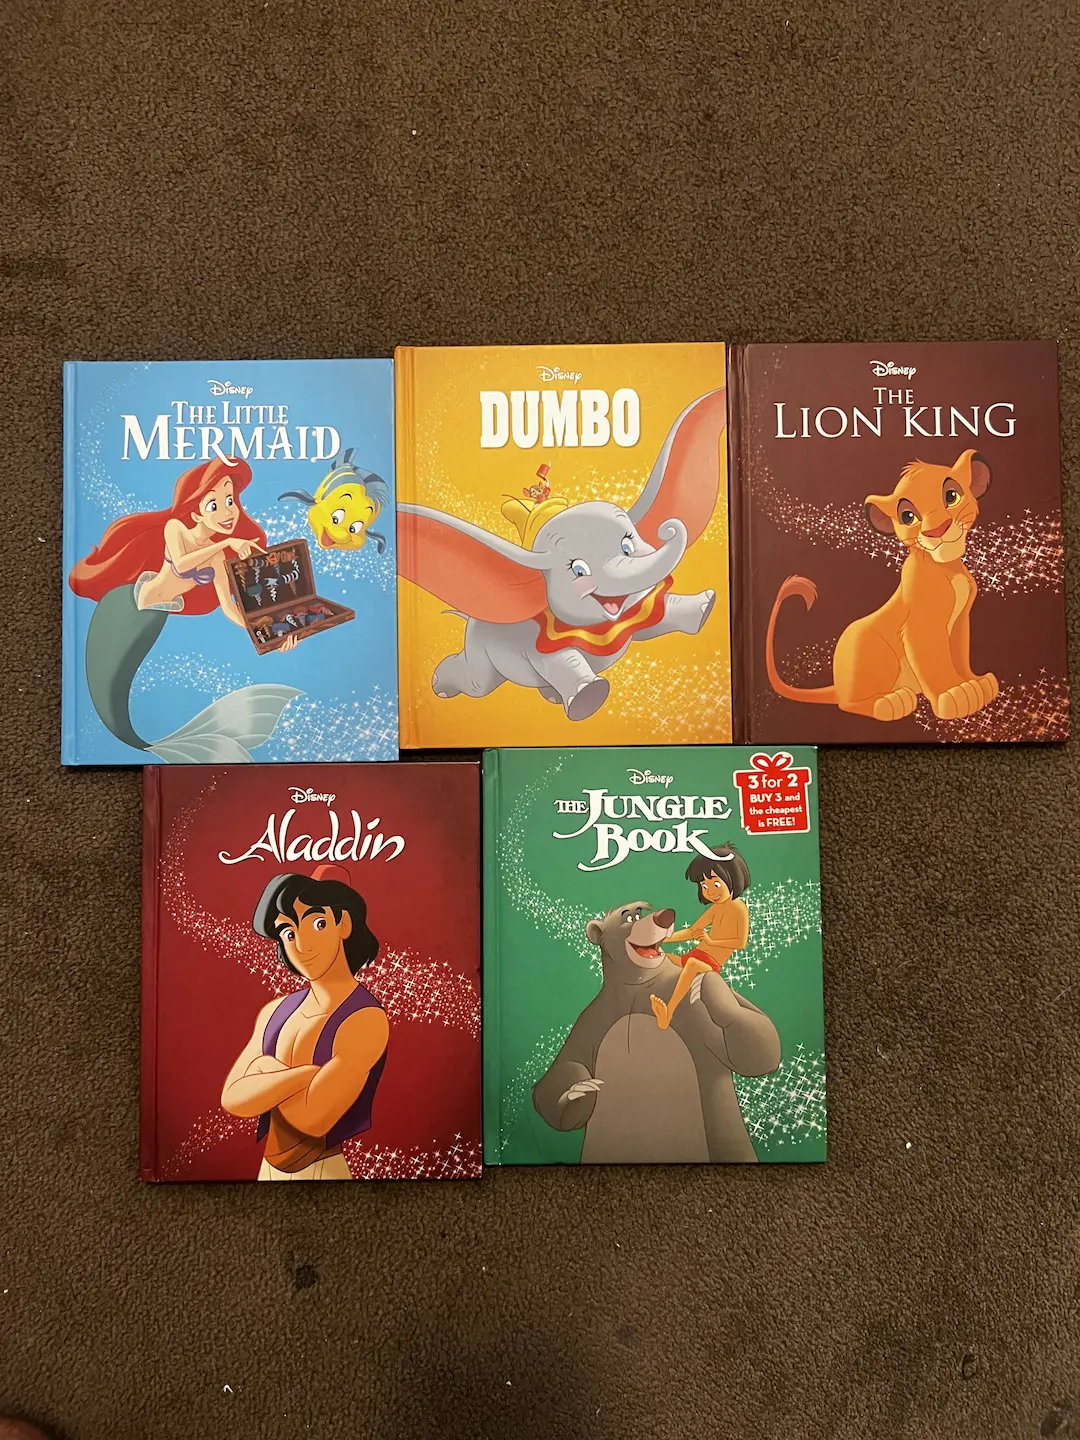 Disney
THE LITTLE
MERMAID
Disney
DUMBO
Disney
THE
LION KING
Disney
Aladdin
Disney
THE JUNGLE
BOOK
3 for 2
BUY 3 and
the cheapest
is FREE!